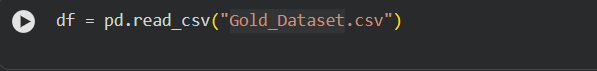 df = pd.read_csv("Gold_Dataset.csv")